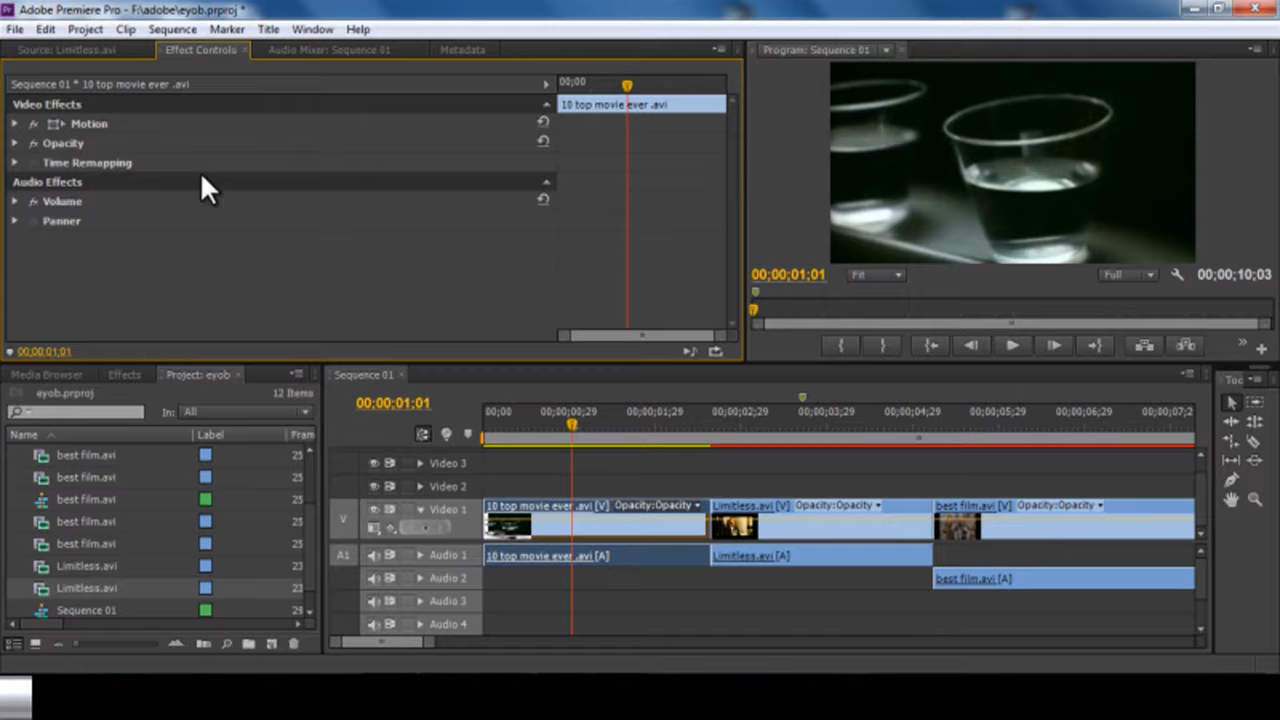 Adobe Premiere Pro - F:\adobe\eyob.prproj *
File Edit Project Clip Sequence Marker Title Window Help
Source: Limitless.avi Effect Controls Audio Mixer: Sequence 01 Metadata
Program: Sequence 01
Sequence 01 * 10 top movie ever .avi
00;00
Video Effects
10 top movie ever .avi
fx Motion
fx Opacity
Time Remapping
Audio Effects
fx Volume
Panner
00;00;01;01
00;00;01;01 Fit Full 00;00;10;03
Media Browser Effects Project: eyob
eyob.prproj 12 Items
In: All
Name Label Fram
best film.avi 25
best film.avi 25
best film.avi 25
best film.avi 25
best film.avi 25
Limitless.avi 23
Limitless.avi 23
Sequence 01 29
Sequence 01
00;00;01;01
00;00 00;00;00;29 00;00;01;29 00;00;02;29 00;00;03;29 00;00;04;29 00;00;05;29 00;00;06;29 00;00;07;2
Video 3
Video 2
V Video 1
10 top movie ever .avi [V] Opacity:Opacity Limitless.avi [V] Opacity:Opacity best film.avi [V] Opacity:Opacity
A1 Audio 1 10 top movie ever .avi [A] Limitless.avi [A]
Audio 2 best film.avi [A]
Audio 3
Audio 4
Too